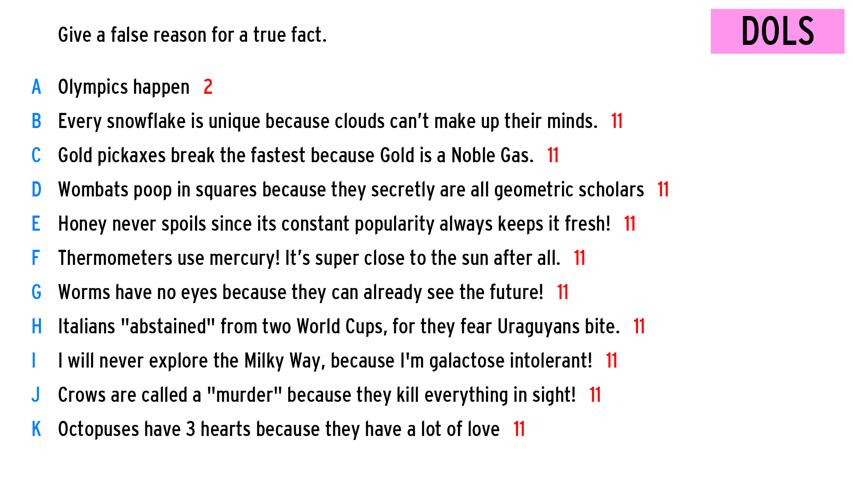 Give a false reason for a true fact.
DOLS
A Olympics happen 2
B Every snowflake is unique because clouds can't make up their minds. 11
C Gold pickaxes break the fastest because Gold is a Noble Gas. 11
D Wombats poop in squares because they secretly are all geometric scholars 11
E Honey never spoils since its constant popularity always keeps it fresh! 11
F Thermometers use mercury! It's super close to the sun after all. 11
G Worms have no eyes because they can already see the future! 11
H Italians "abstained" from two World Cups, for they fear Uraguyans bite. 11
I I will never explore the Milky Way, because I'm galactose intolerant! 11
J Crows are called a "murder" because they kill everything in sight! 11
K Octopuses have 3 hearts because they have a lot of love 11